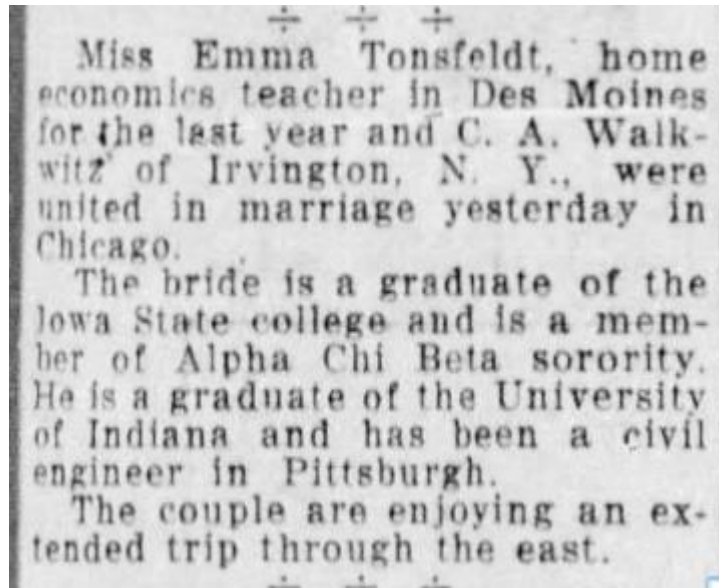 ÷ ÷ ÷
Miss Emma Tonsfeldt, home
economics teacher in Des Moines
for the last year and C. A. Walk-
witz of Irvington, N. Y., were
united in marriage yesterday in
Chicago.
The bride is a graduate of the
Iowa State college and is a mem-
ber of Alpha Chi Beta sorority.
He is a graduate of the University
of Indiana and has been a civil
engineer in Pittsburgh.
The couple are enjoying an ex-
tended trip through the east.
÷ ÷ ÷